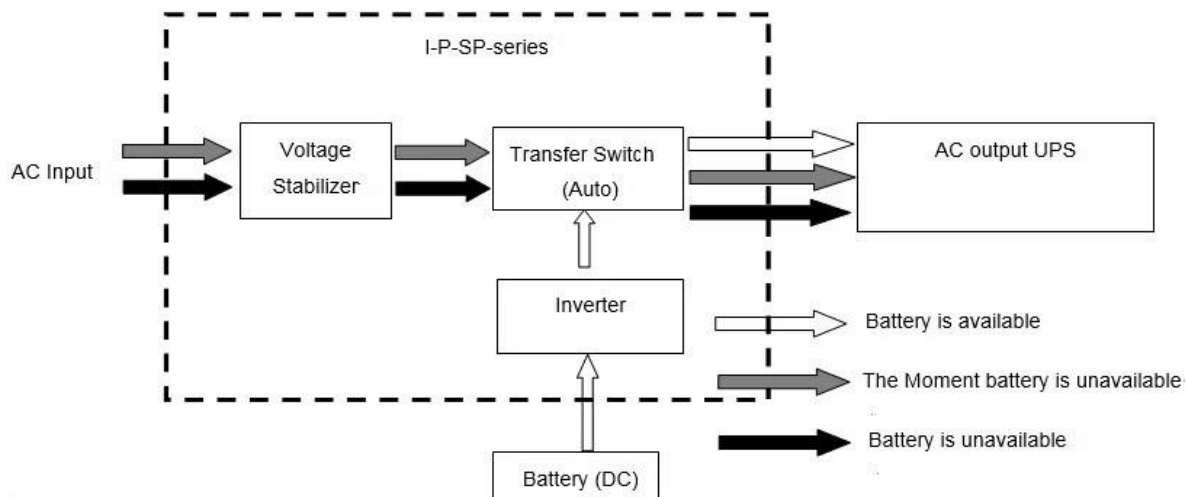 I-P-SP-series
AC Input
Voltage
Stabilizer
Transfer Switch
(Auto)
AC output UPS
Inverter
Battery (DC)
Battery is available
The Moment battery is unavailable
Battery is unavailable